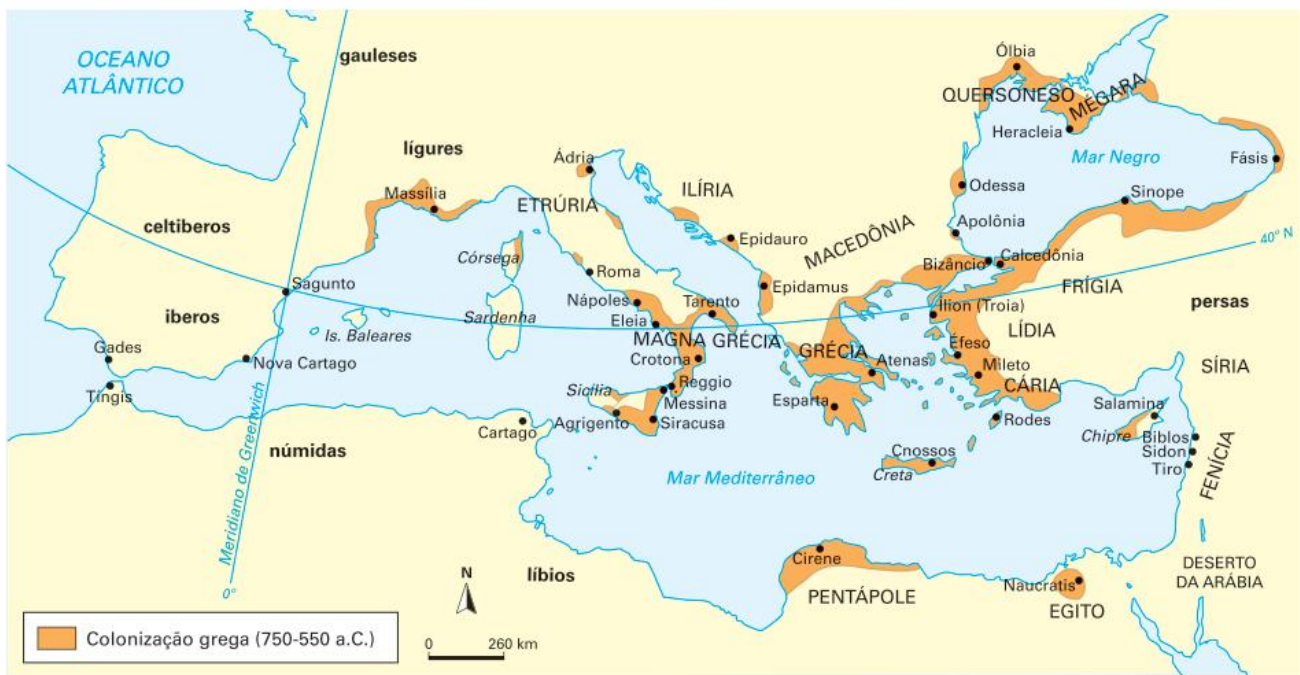 OCEANO
ATLÂNTICO
gauleses
Ólbia
QUERSONESO
MÉGARA
Heracleia
Mar Negro
Fásis
lígures
Massília
Ádria
ILÍRIA
ETRÚRIA
Odessa
Sinope
celtiberos
Córsega
Roma
Epidauro
MACEDÔNIA
Apolônia
Bizâncio
Calcedônia
40° N
Sagunto
Epidamus
FRÍGIA
persas
iberos
Is. Baleares
Sardenha
Nápoles
Tarento
Eleia
Ílion (Troia)
LÍDIA
MAGNA GRÉCIA
GRÉCIA
Gades
Nova Cartago
Crotona
Atenas
Éfeso
Mileto
SÍRIA
Tíngis
Sicília
Reggio
Messina
Esparta
CÁRIA
Salamina
Cartago
Agrigento
Siracusa
Rodes
Chipre
Biblos
Sidon
Tiro
FENÍCIA
númidas
Cnossos
Creta
Mar Mediterrâneo
Meridiano de Greenwich
0°
Cirene
líbios
PENTÁPOLE
Naucratis
EGITO
DESERTO
DA ARÁBIA
N
0
260 km
Colonização grega (750-550 a.C.)